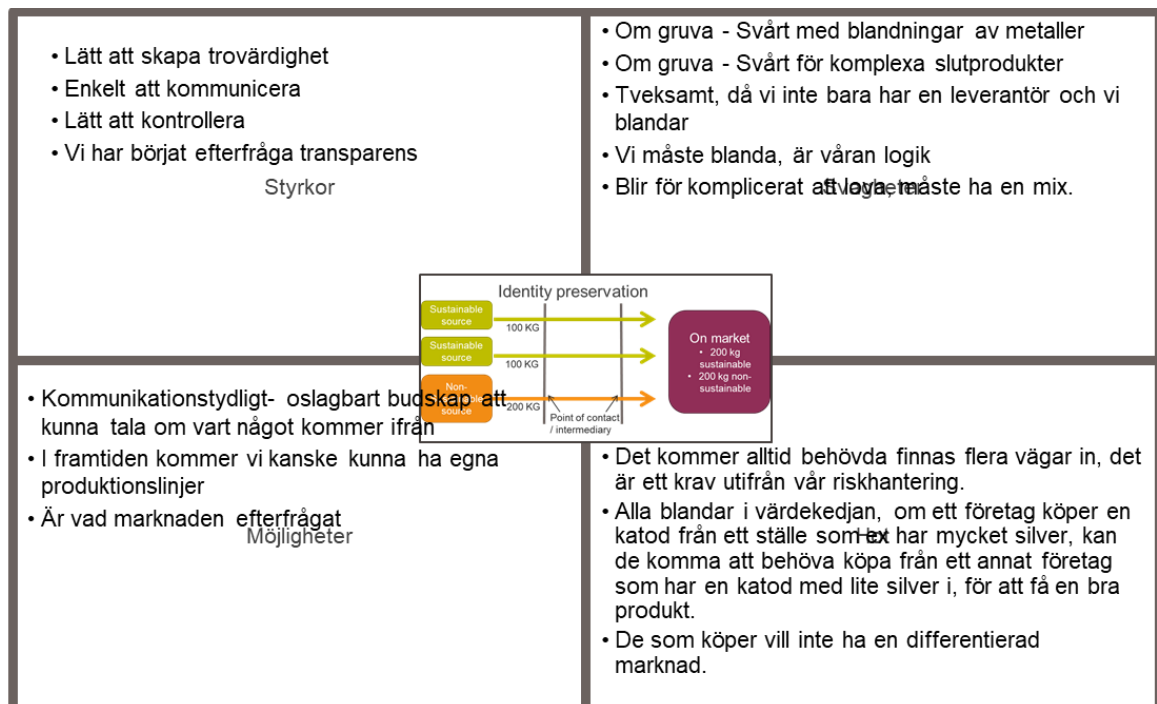 • Lätt att skapa trovärdighet
• Enkelt att kommunicera
• Lätt att kontrollera
• Vi har börjat efterfråga transparens
Styrkor
• Om gruva - Svårt med blandningar av metaller
• Om gruva - Svårt för komplexa slutprodukter
• Tveksamt, då vi inte bara har en leverantör och vi
blandar
• Vi måste blanda, är våran logik
• Blir för komplicerat att loga, måste ha en mix.
Svagheter
Identity preservation
Sustainable
source
100 KG
Sustainable
source
100 KG
Non-
source
200 KG
Point of contact
/ intermediary
On market
• 200 kg
sustainable
• 200 kg non-
sustainable
• Kommunikationstydligt- oslagbart budskap att
kunna tala om vart något kommer ifrån
• I framtiden kommer vi kanske kunna ha egna
produktionslinjer
• Är vad marknaden efterfrågat
Möjligheter
• Det kommer alltid behövda finnas flera vägar in, det
är ett krav utifrån vår riskhantering.
• Alla blandar i värdekedjan, om ett företag köper en
katod från ett ställe som ex har mycket silver, kan
de komma att behöva köpa från ett annat företag
som har en katod med lite silver i, för att få en bra
produkt.
• De som köper vill inte ha en differentierad
marknad.
Hot